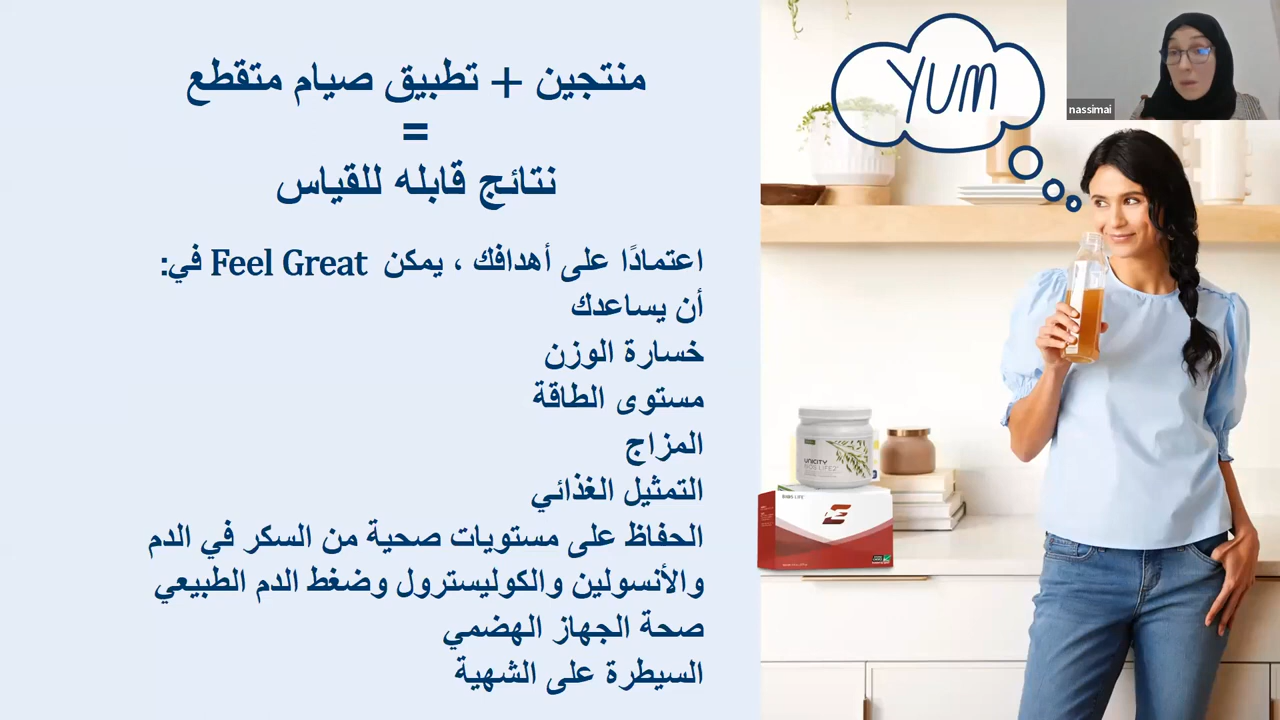 منتجين + تطبيق صيام متقطع
=
نتائج قابله للقياس
اعتمادًا على أهدافك ، يمكن Feel Great في:
أن يساعدك
خسارة الوزن
مستوى الطاقة
المزاج
التمثيل الغذائي
الحفاظ على مستويات صحية من السكر في الدم
والأنسولين والكوليسترول وضغط الدم الطبيعي
صحة الجهاز الهضمي
السيطرة على الشهية
YUM
nassimai
UNICITY
BIOS LIFE